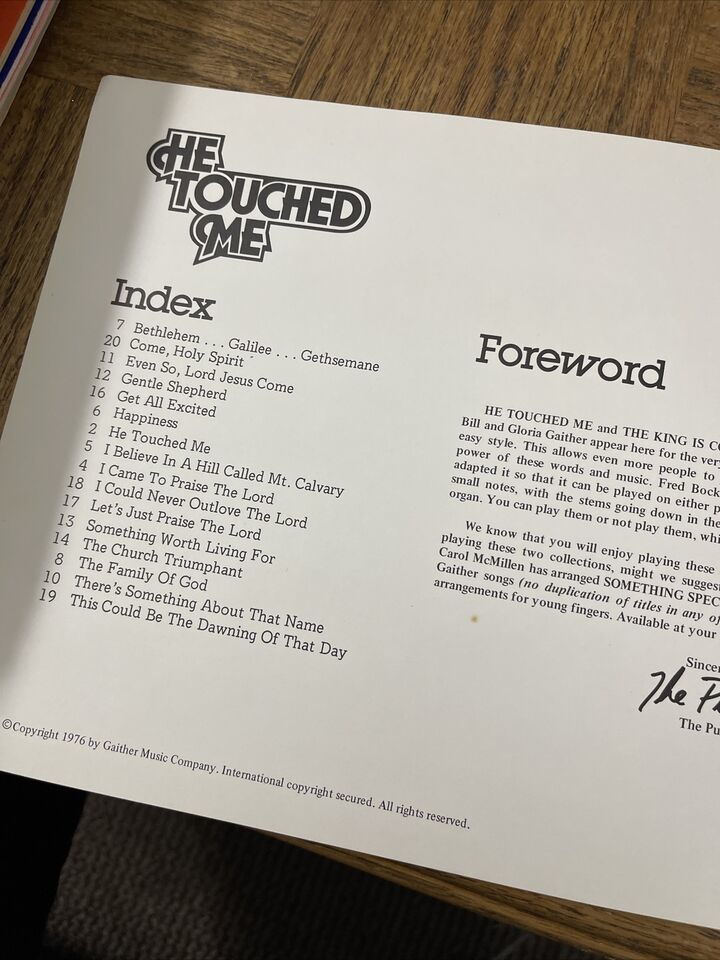 HE
TOUCHED
ME
Index
7 Bethlehem . . . Galilee . . . Gethsemane
20 Come, Holy Spirit
11 Even So, Lord Jesus Come
12 Gentle Shepherd
16 Get All Excited
6 Happiness
2 He Touched Me
5 I Believe In A Hill Called Mt. Calvary
4 I Came To Praise The Lord
18 I Could Never Outlove The Lord
17 Let's Just Praise The Lord
13 Something Worth Living For
14 The Church Triumphant
8 The Family Of God
10 There's Something About That Name
19 This Could Be The Dawning Of That Day
©Copyright 1976 by Gaither Music Company. International copyright secured. All rights reserved.
Foreword
HE TOUCHED ME and THE KING IS
Bill and Gloria Gaither appear here for the
easy style. This allows even more people to
power of these words and music. Fred Bock
adapted it so that it can be played on either
small notes, with the stems going down in the
organ. You can play them or not play them,
We know that you will enjoy playing these
playing these two collections, might we
Carol McMillen has arranged SOMETHING
Gaither songs (no duplication of titles in any
arrangements for young fingers. Available at your
The
The